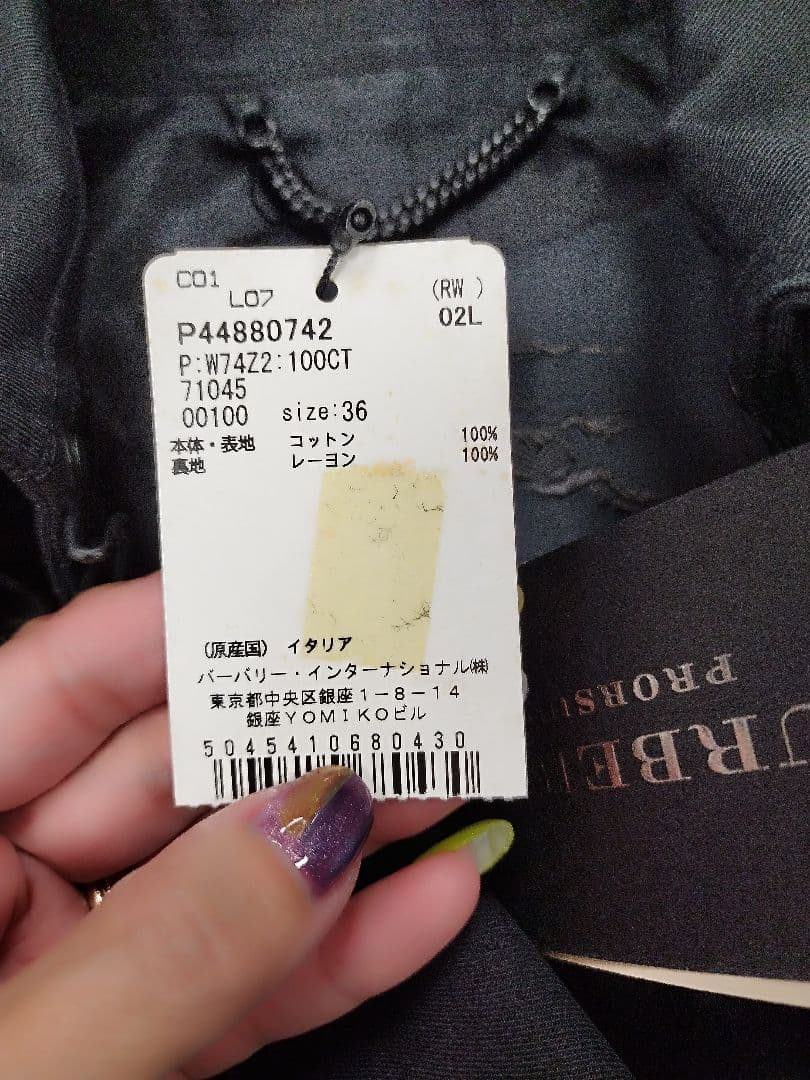 C01
L07
(RW )
P44880742
02L
P:W74Z2:100CT
71045
00100 size:36
本体・表地 コットン 100%
裏地 レーヨン 100%
(原産国) イタリア
バーバリー・インターナショナル㈱
東京都中央区銀座1-8-14
銀座YOMIKOビル
5045410680430
PRORSU
URBE